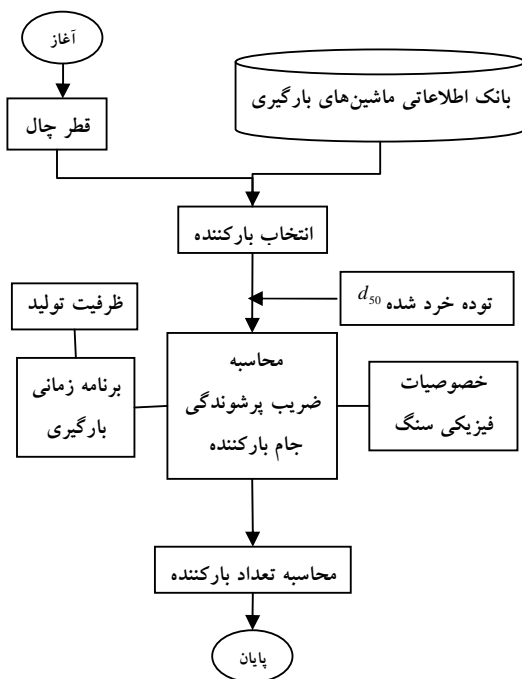 آغاز
بانک اطلاعاتی ماشین‌های بارگیری
قطر چال
انتخاب بارکننده
توده خرد شده d50
ظرفیت تولید
برنامه زمانی
بارگیری
محاسبه
ضریب پرشوندگی
جام بارکننده
خصوصیات
فیزیکی سنگ
محاسبه تعداد بارکننده
پایان